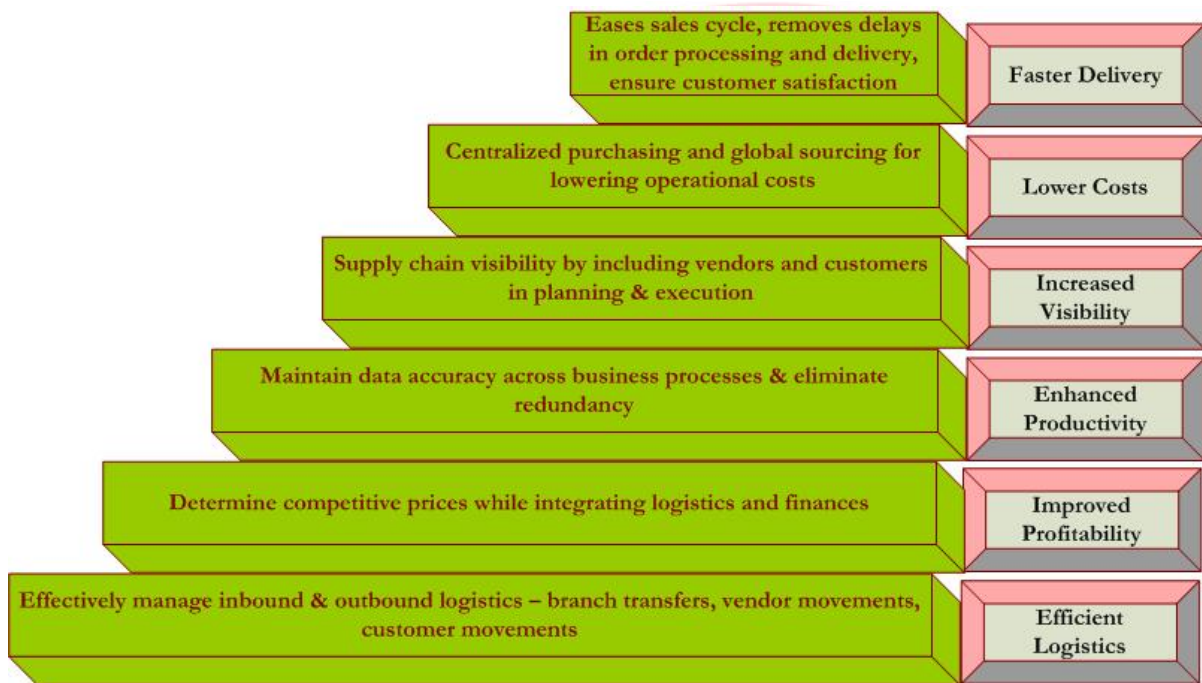 Eases sales cycle, removes delays
in order processing and delivery,
ensure customer satisfaction
Faster Delivery
Centralized purchasing and global sourcing for
lowering operational costs
Lower Costs
Supply chain visibility by including vendors and customers
in planning & execution
Increased
Visibility
Maintain data accuracy across business processes & eliminate
redundancy
Enhanced
Productivity
Determine competitive prices while integrating logistics and finances
Improved
Profitability
Effectively manage inbound & outbound logistics – branch transfers, vendor movements,
customer movements
Efficient
Logistics